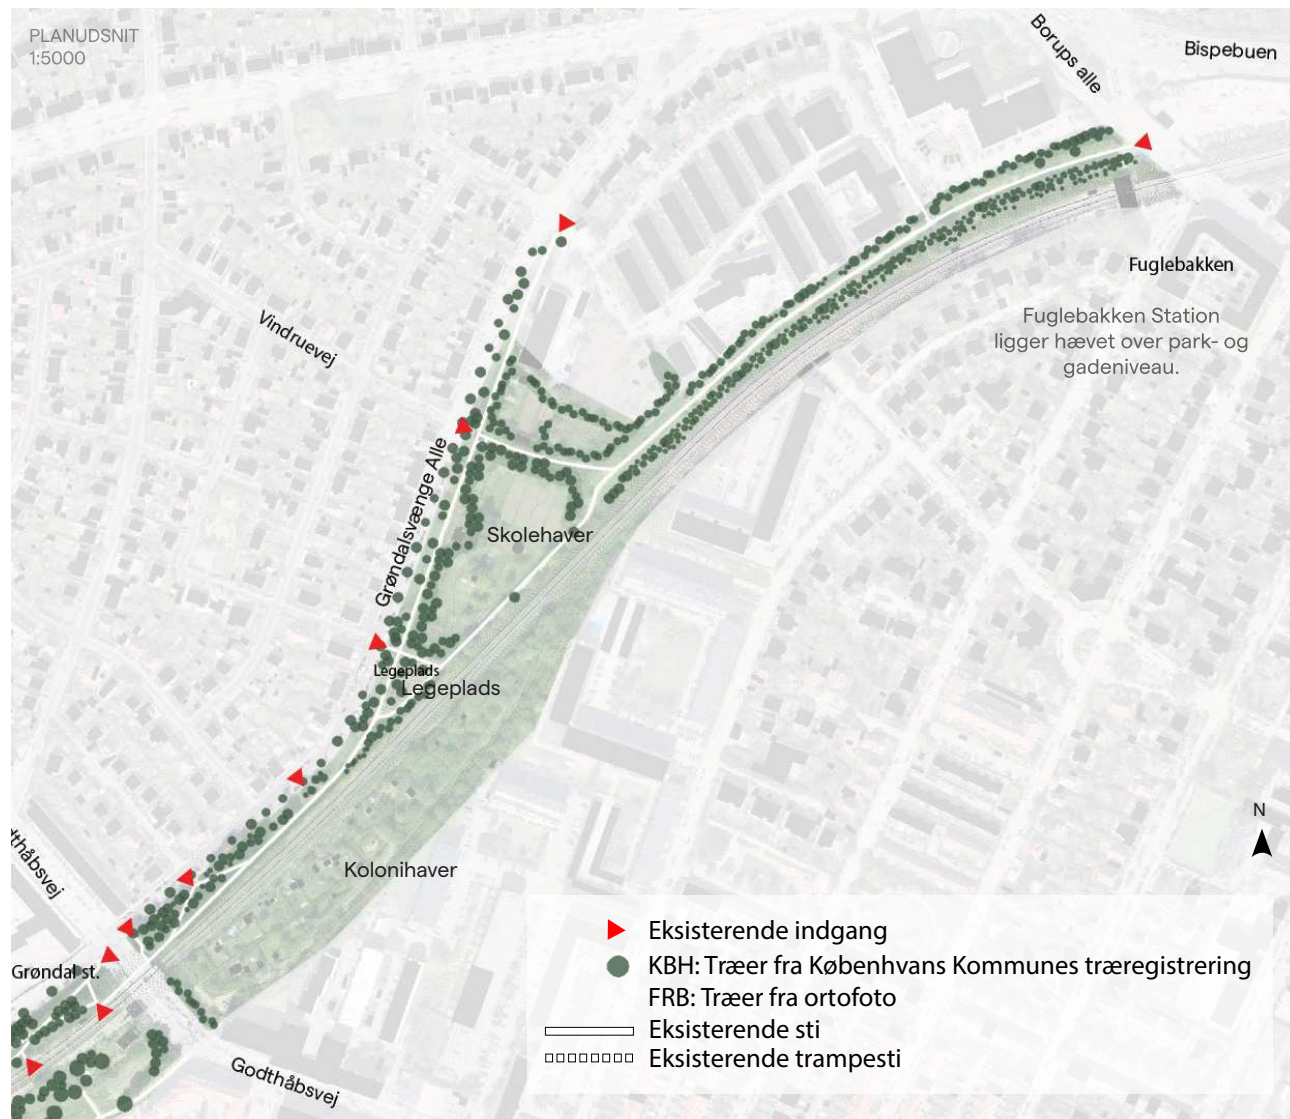 PLANUDSNIT
1:5000
Borups alle
Bispebuen
Fuglebakken
Fuglebakken Station
ligger hævet over park- og
gadeniveau.
Vindruevej
Grøndalsvænge Alle
Skolehaver
Legeplads
Legeplads
Kolonihaver
N
dthåbsvej
Grøndal st.
Godthåbsvej
Eksisterende indgang
KBH: Træer fra Københvans Kommunes træregistrering
FRB: Træer fra ortofoto
Eksisterende sti
Eksisterende trampesti